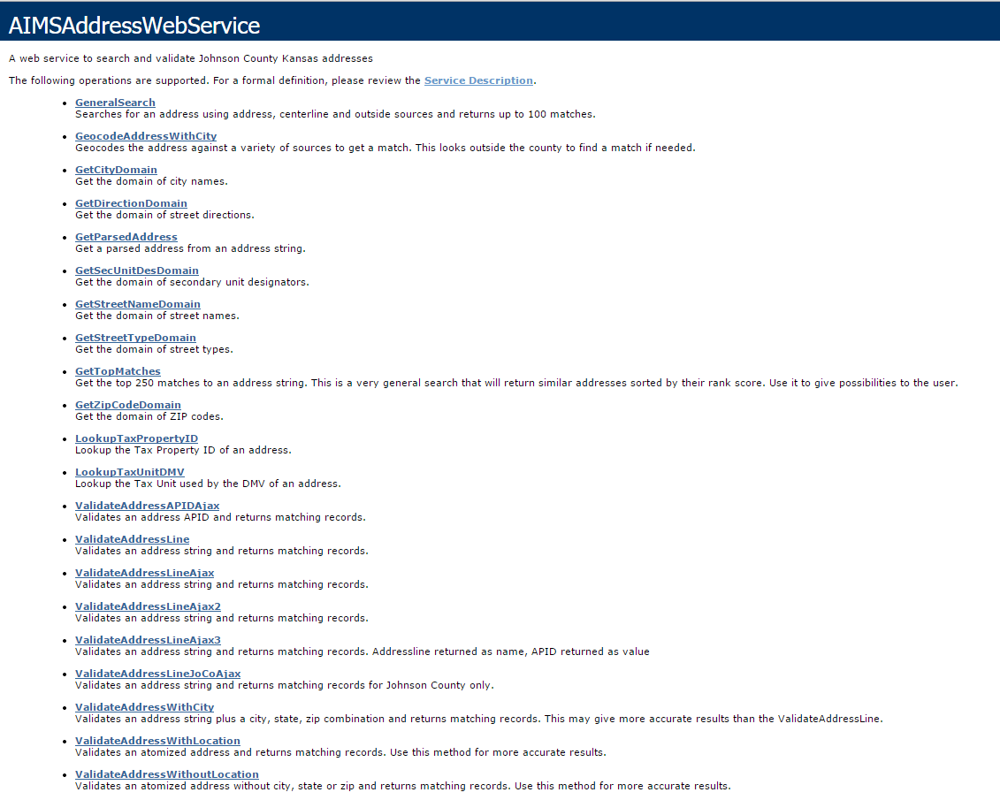 AIMSAddressWebService
A web service to search and validate Johnson County Kansas addresses
The following operations are supported. For a formal definition, please review the Service Description.
GeneralSearch
Searches for an address using address, centerline and outside sources and returns up to 100 matches.
GeocodeAddressWithCity
Geocodes the address against a variety of sources to get a match. This looks outside the county to find a match if needed.
GetCityDomain
Get the domain of city names.
GetDirectionDomain
Get the domain of street directions.
GetParsedAddress
Get a parsed address from an address string.
GetSecUnitDesDomain
Get the domain of secondary unit designators.
GetStreetNameDomain
Get the domain of street names.
GetStreetTypeDomain
Get the domain of street types.
GetTopMatches
Get the top 250 matches to an address string. This is a very general search that will return similar addresses sorted by their rank score. Use it to give possibilities to the user.
GetZipCodeDomain
Get the domain of ZIP codes.
LookupTaxPropertyID
Lookup the Tax Property ID of an address.
LookupTaxUnitDMV
Lookup the Tax Unit used by the DMV of an address.
ValidateAddressAPIDAjax
Validates an address APID and returns matching records.
ValidateAddressLine
Validates an address string and returns matching records.
ValidateAddressLineAjax
Validates an address string and returns matching records.
ValidateAddressLineAjax2
Validates an address string and returns matching records.
ValidateAddressLineAjax3
Validates an address string and returns matching records. Addressline returned as name, APID returned as value
ValidateAddressLineJoCoAjax
Validates an address string and returns matching records for Johnson County only.
ValidateAddressWithCity
Validates an address string plus a city, state, zip combination and returns matching records. This may give more accurate results than the ValidateAddressLine.
ValidateAddressWithLocation
Validates an atomized address and returns matching records. Use this method for more accurate results.
ValidateAddressWithoutLocation
Validates an atomized address without city, state or zip and returns matching records. Use this method for more accurate results.